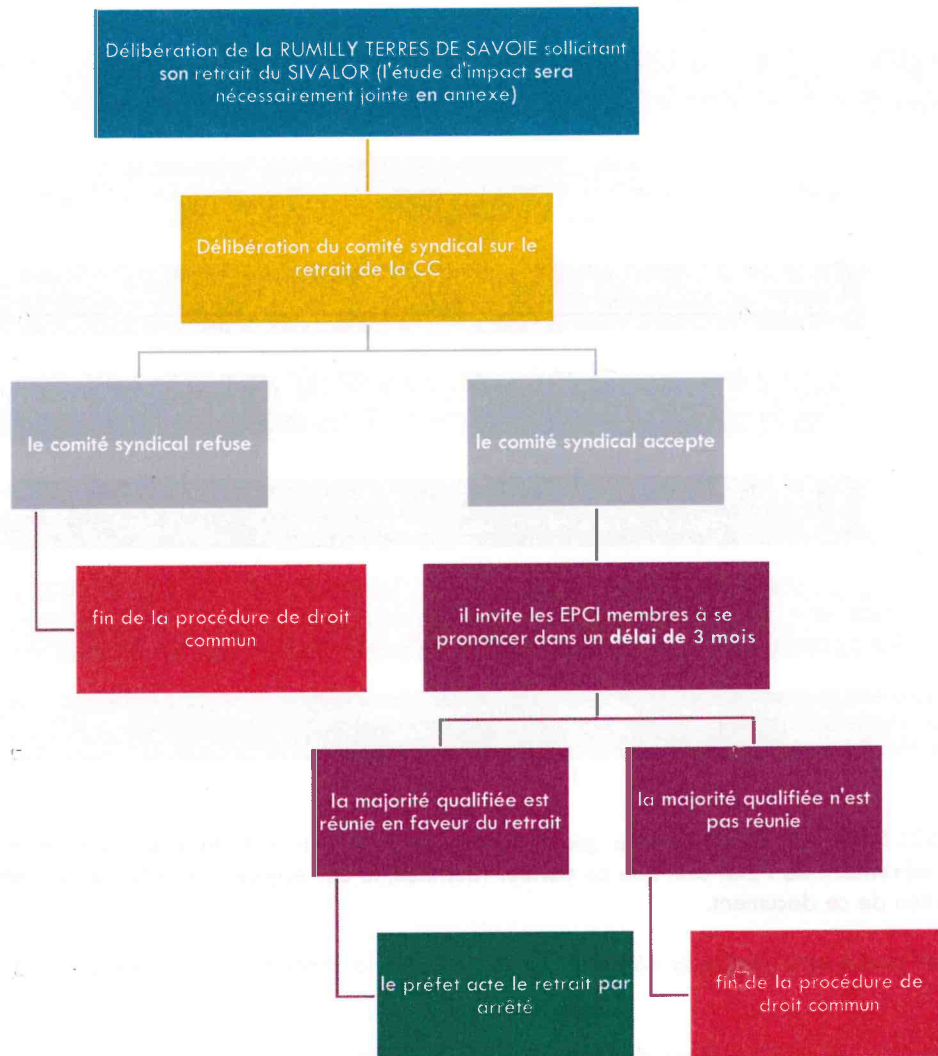 Délibération de la RUMILLY TERRES DE SAVOIE sollicitant
son retrait du SIVALOR (l'étude d'impact sera
nécessairement jointe en annexe)
Délibération du comité syndical sur le
retrait de la CC
le comité syndical refuse
le comité syndical accepte
fin de la procédure de droit
commun
il invite les EPCI membres à se
prononcer dans un délai de 3 mois
la majorité qualifiée est
réunie en faveur du retrait
la majorité qualifiée n'est
pas réunie
le préfet acte le retrait par
arrêté
fin de la procédure de
droit commun